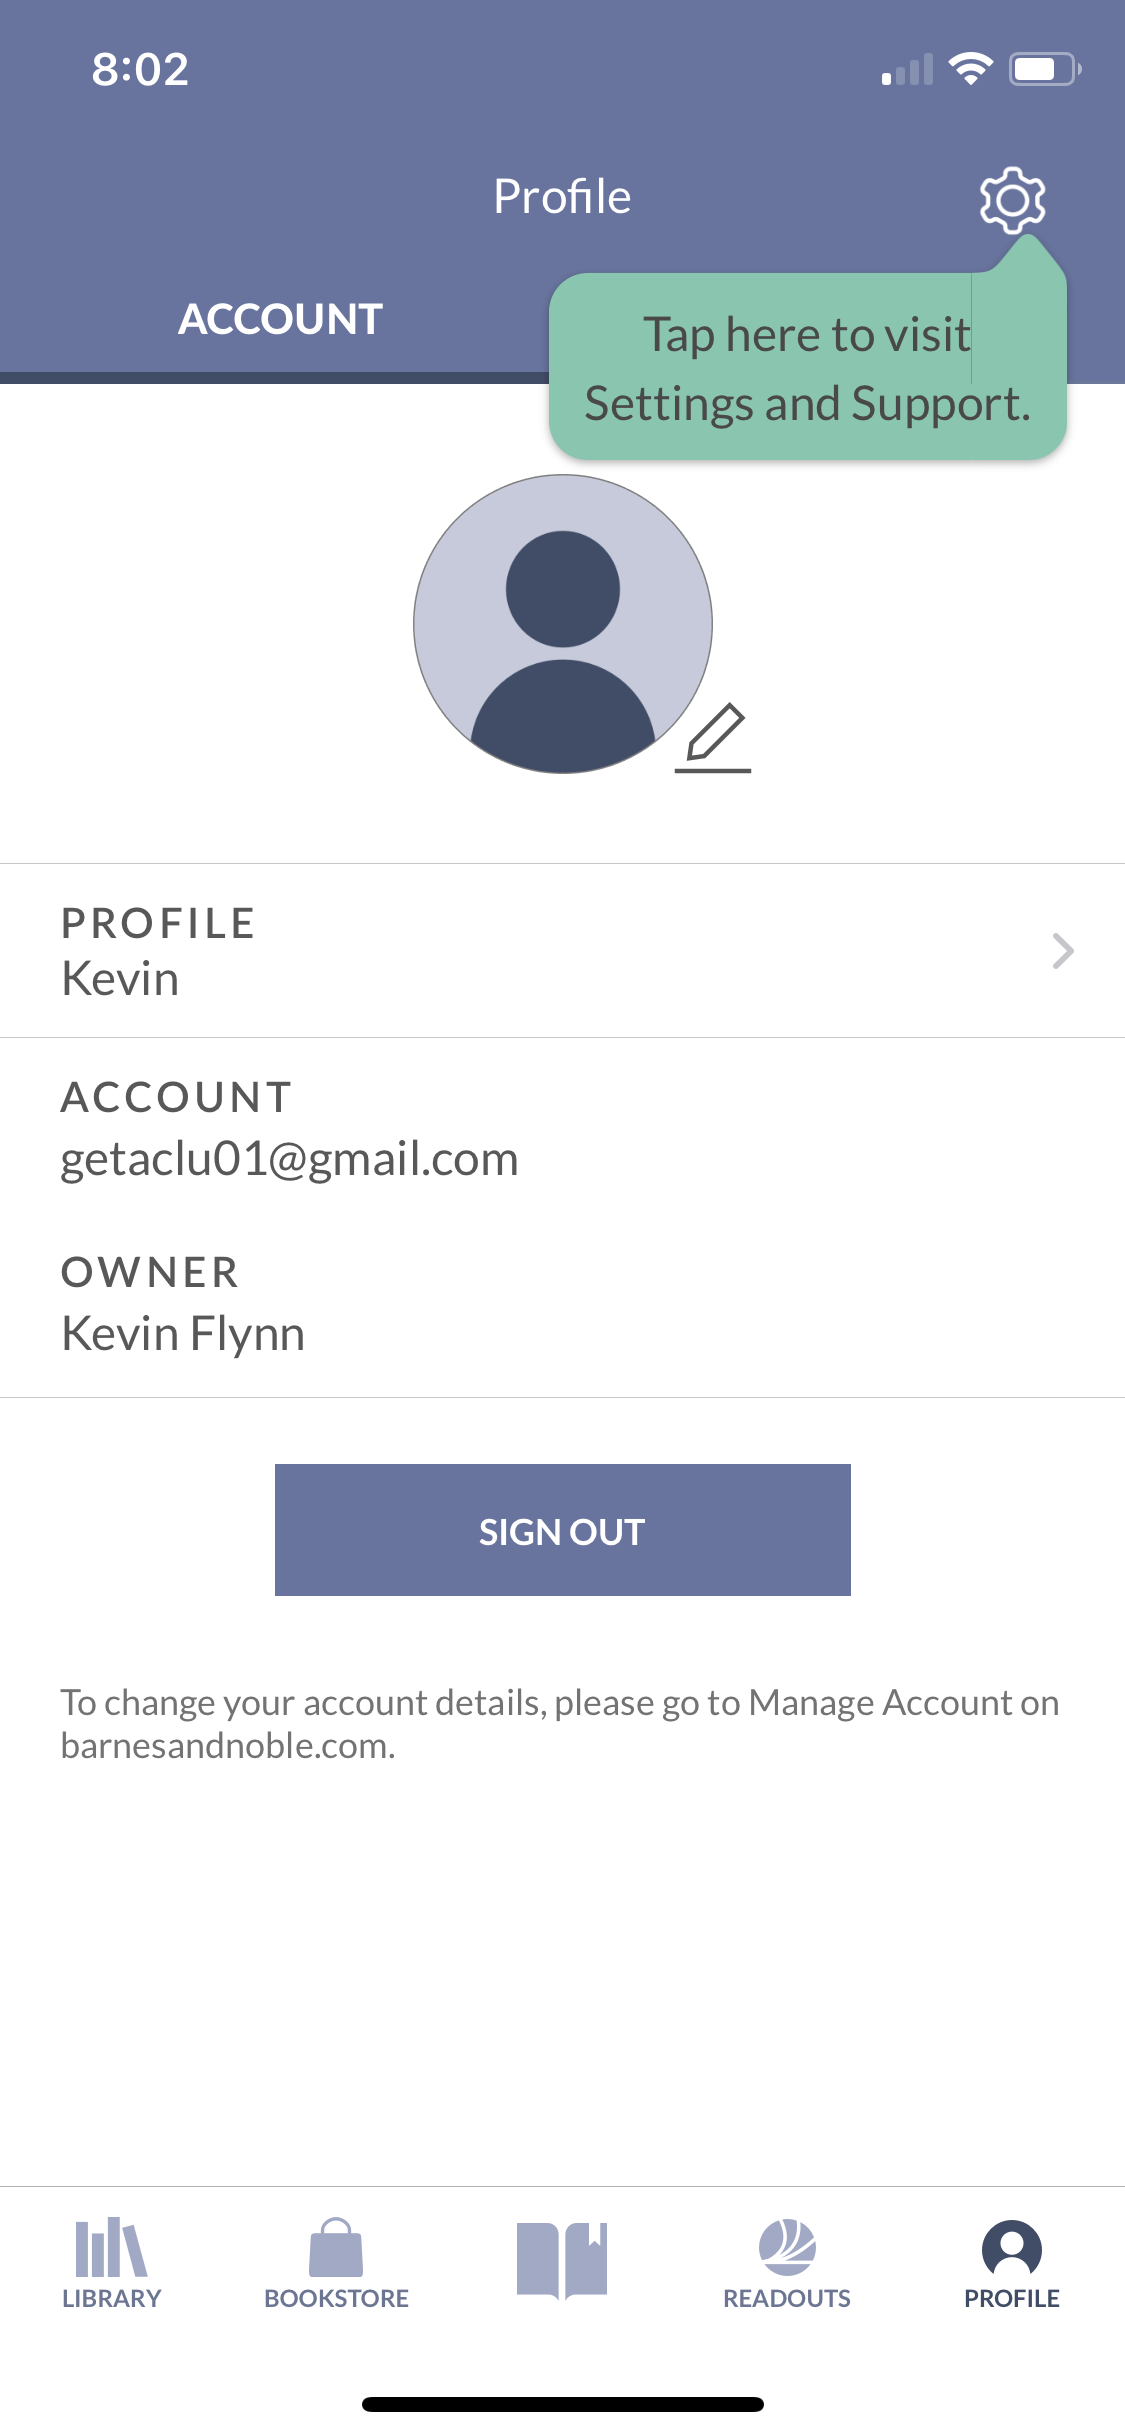 8:02
Profile
ACCOUNT
Tap here to visit
Settings and Support.
PROFILE
Kevin
ACCOUNT
getaclu01@gmail.com
OWNER
Kevin Flynn
SIGN OUT
To change your account details, please go to Manage Account on
barnesandnoble.com.
LIBRARY
BOOKSTORE
READOUTS
PROFILE